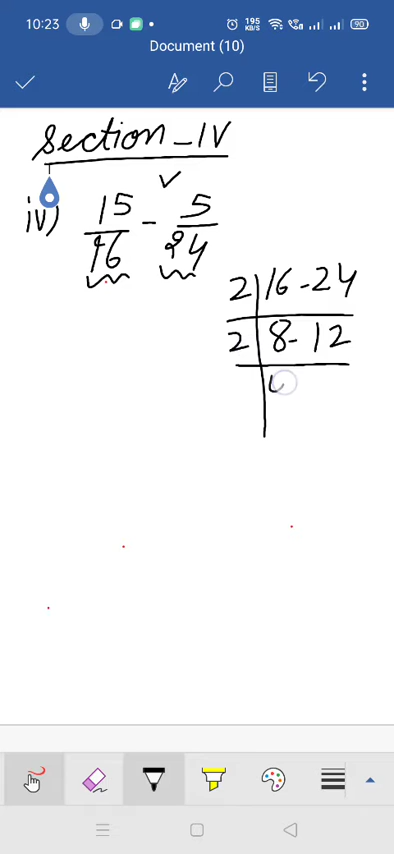 10:23 195 KB/S 90
Document (10)
Section - IV
iv) 15/16 - 5/24
2 | 16 - 24
2 | 8 - 12